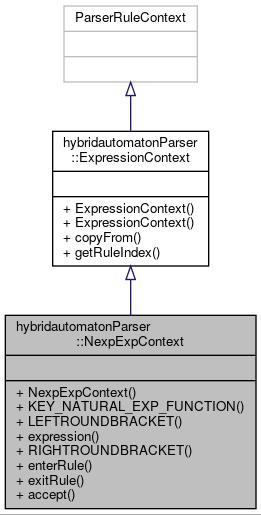 ParserRuleContext
hybridautomatonParser
::ExpressionContext
+ ExpressionContext()
+ ExpressionContext()
+ copyFrom()
+ getRuleIndex()
hybridautomatonParser
::NexpExpContext
+ NexpExpContext()
+ KEY_NATURAL_EXP_FUNCTION()
+ LEFTROUNDBRACKET()
+ expression()
+ RIGHTROUNDBRACKET()
+ enterRule()
+ exitRule()
+ accept()